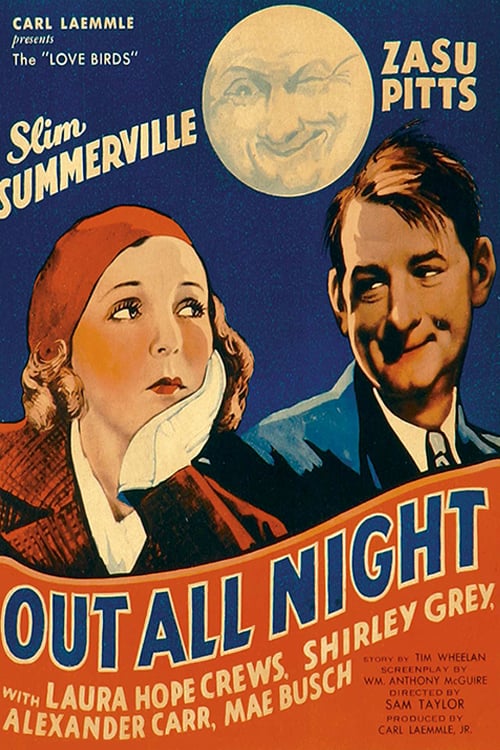 CARL LAEMMLE
presents
The "LOVE BIRDS"
Slim
SUMMERVILLE
ZASU
PITTS
OUT ALL NIGHT
WITH LAURA HOPE CREWS, SHIRLEY GREY,
ALEXANDER CARR, MAE BUSCH
STORY BY TIM WHEELAN
SCREENPLAY BY
WM. ANTHONY McGUIRE
DIRECTED BY
SAM TAYLOR
PRODUCED BY
CARL LAEMMLE, JR.